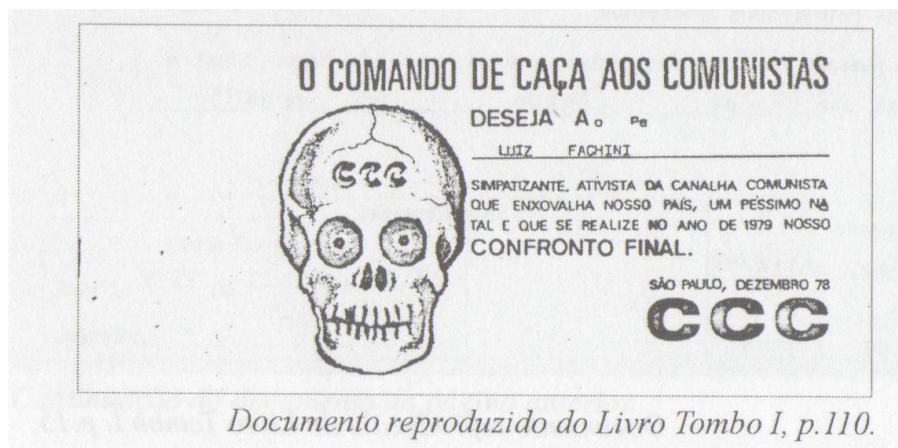 O COMANDO DE CAÇA AOS COMUNISTAS
DESEJA A o Pe
LUIZ FACHINI
CCC
SIMPATIZANTE, ATIVISTA DA CANALHA COMUNISTA
QUE ENXOVALHA NOSSO PAÍS, UM PÉSSIMO NA
TAL E QUE SE REALIZE NO ANO DE 1979 NOSSO
CONFRONTO FINAL.
SÃO PAULO, DEZEMBRO 78
CCC
Documento reproduzido do Livro Tombo I, p.110.